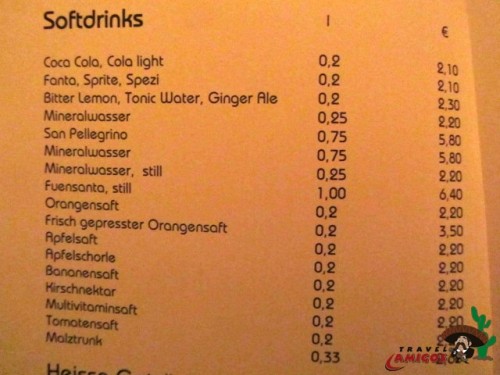 Softdrinks l €
Coca Cola, Cola light 0,2 2,10
Fanta, Sprite, Spezi 0,2 2,10
Bitter Lemon, Tonic Water, Ginger Ale 0,2 2,30
Mineralwasser 0,25 2,20
San Pellegrino 0,75 5,80
Mineralwasser 0,75 5,80
Mineralwasser, still 0,25 2,20
Fuensanta, still 1,00 6,40
Orangensaft 0,2 2,20
Frisch gepresster Orangensaft 0,2 3,50
Apfelsaft 0,2 2,20
Apfelschorle 0,2 2,20
Bananensaft 0,2 2,20
Kirschnektar 0,2 2,20
Multivitaminsaft 0,2 2,20
Tomatensaft 0,2
Malztrunk 0,33
TRAVEL
AMIGOS